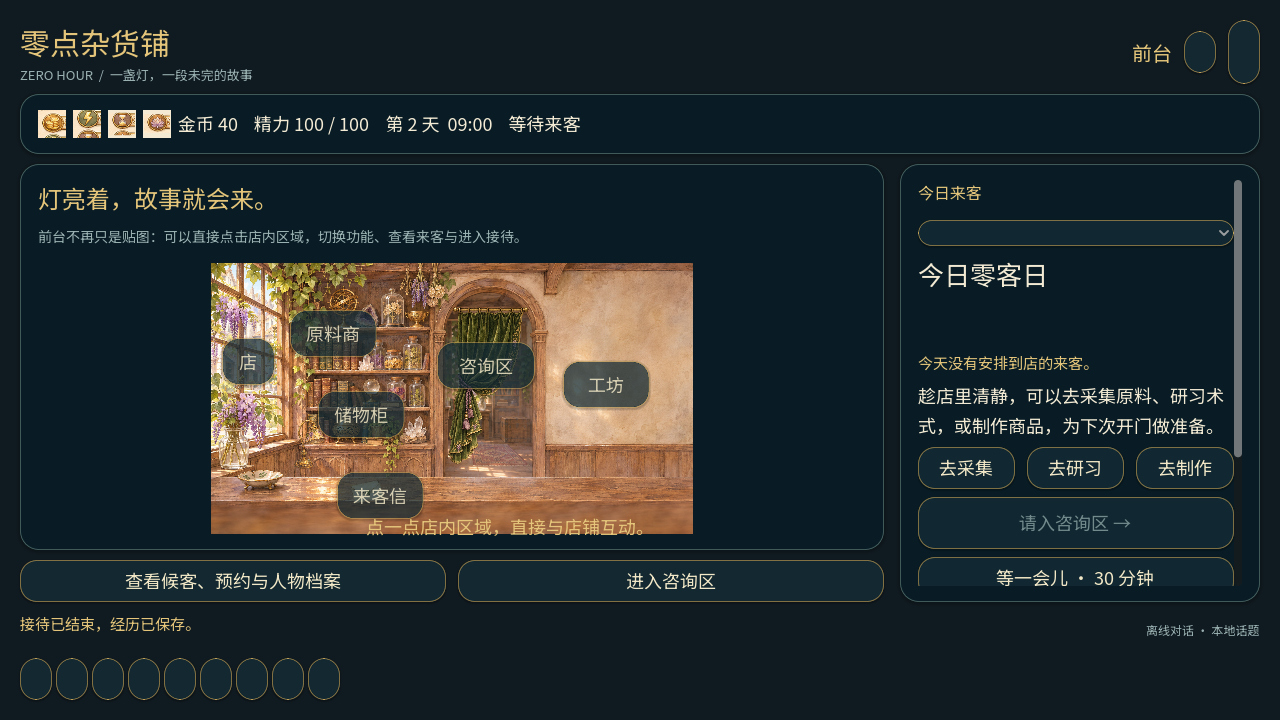 零点杂货铺
ZERO HOUR / 一盏灯，一段未完的故事
前台
金币 40 精力 100 / 100 第 2 天 09:00 等待来客
灯亮着，故事就会来。
前台不再只是贴图：可以直接点击店内区域，切换功能、查看来客与进入接待。
原料商
店
咨询区
工坊
储物柜
来客信
点一点店内区域，直接与店铺互动。
查看候客、预约与人物档案
进入咨询区
今日来客
今日零客日
今天没有安排到店的来客。
趁店里清静，可以去采集原料、研习术
式，或制作商品，为下次开门做准备。
去采集
去研习
去制作
请入咨询区 →
等一会儿 · 30 分钟
接待已结束，经历已保存。
离线对话 · 本地话题